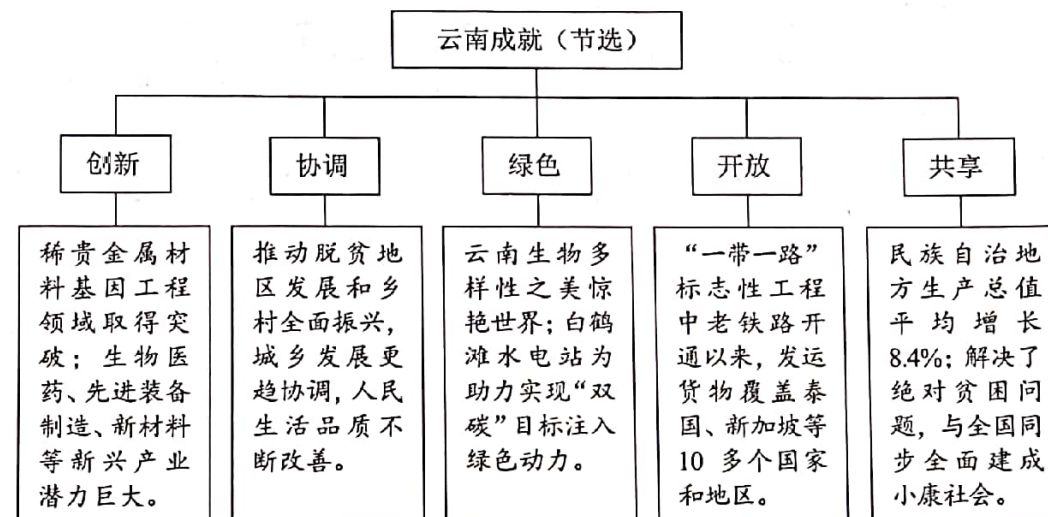 云南成就（节选）
创新
协调
绿色
开放
共享
稀贵金属材
料基因工程
领域取得突
破；生物医
药、先进装备
制造、新材料
等新兴产业
潜力巨大。
推动脱贫地
区发展和乡
村全面振兴，
城乡发展更
趋协调，人民
生活品质不
断改善。
云南生物多
样性之美惊
艳世界；白鹤
滩水电站为
助力实现“双
碳”目标注入
绿色动力。
“一带一路”
标志性工程
中老铁路开
通以来，发运
货物覆盖泰
国、新加坡等
10 多个国家
和地区。
民族自治地
方生产总值
平均增长
8.4%；解决了
绝对贫困问
题，与全国同
步全面建成
小康社会。